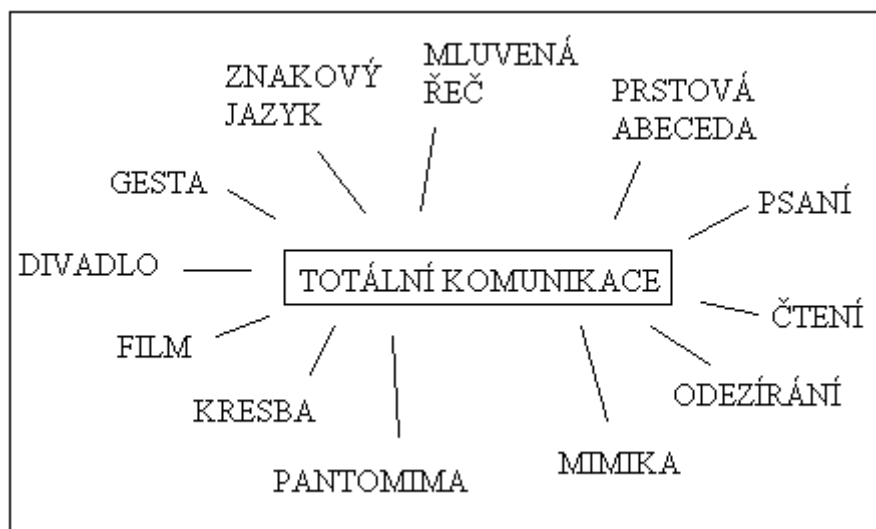 ZNAKOVÝ
JAZYK
MLUVENÁ
ŘEČ
PRSTOVÁ
ABECEDA
GESTA
PSANÍ
DIVADLO
TOTÁLNÍ KOMUNIKACE
ČTENÍ
FILM
ODEZÍRÁNÍ
KRESBA
MIMIKA
PANTOMIMA